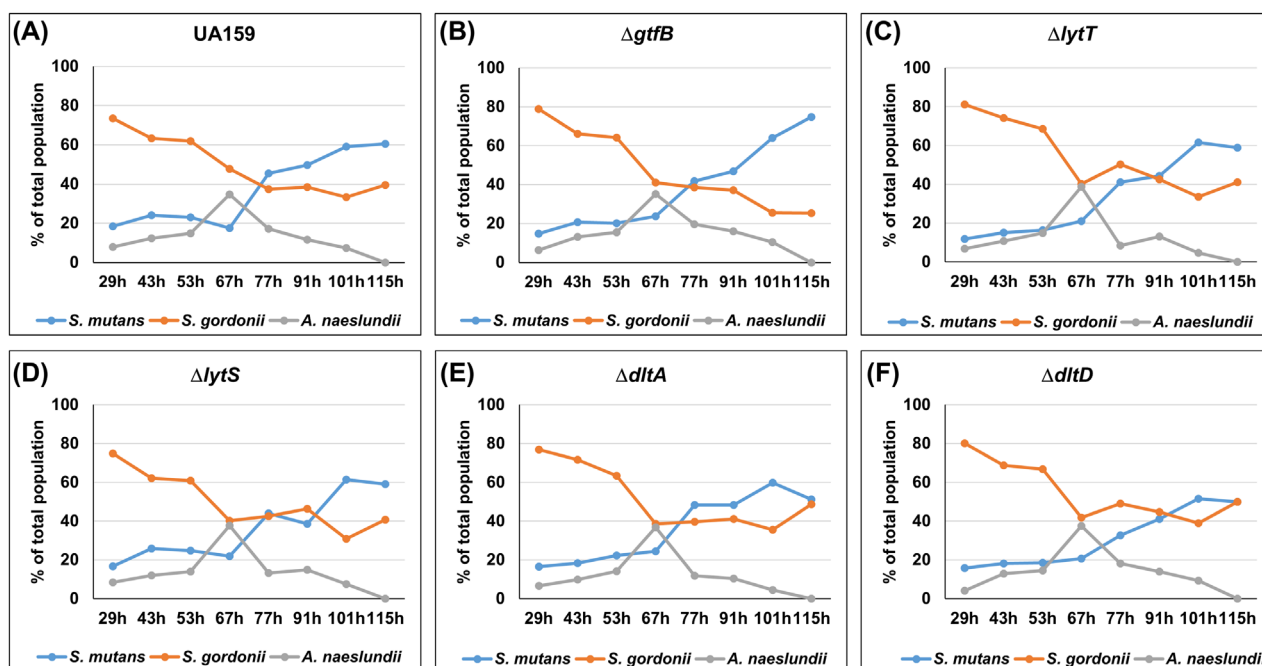 (A) UA159
% of total population
100
80
60
40
20
0
29h 43h 53h 67h 77h 91h 101h 115h
S. mutans S. gordonii A. naeslundii
(B) ΔgtfB
% of total population
100
80
60
40
20
0
29h 43h 53h 67h 77h 91h 101h 115h
S. mutans S. gordonii A. naeslundii
(C) ΔlytT
% of total population
100
80
60
40
20
0
29h 43h 53h 67h 77h 91h 101h 115h
S. mutans S. gordonii A. naeslundii
(D) ΔlytS
% of total population
100
80
60
40
20
0
29h 43h 53h 67h 77h 91h 101h 115h
S. mutans S. gordonii A. naeslundii
(E) ΔdltA
% of total population
100
80
60
40
20
0
29h 43h 53h 67h 77h 91h 101h 115h
S. mutans S. gordonii A. naeslundii
(F) ΔdltD
% of total population
100
80
60
40
20
0
29h 43h 53h 67h 77h 91h 101h 115h
S. mutans S. gordonii A. naeslundii